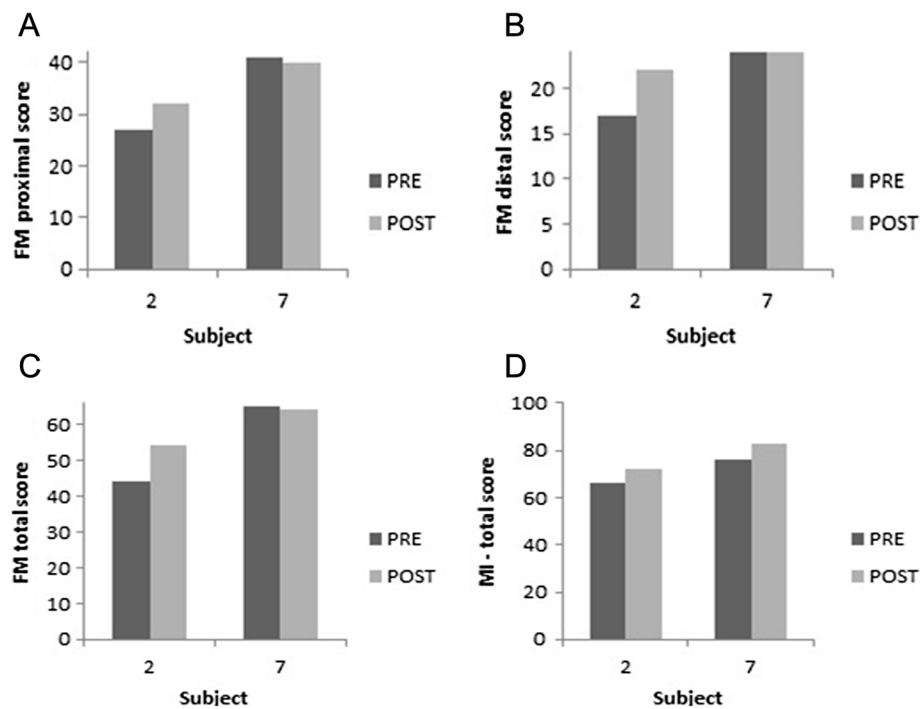 A
FM proximal score
40
30
20
10
0
2
7
Subject
PRE
POST
B
FM distal score
20
15
10
5
0
2
7
Subject
PRE
POST
C
FM total score
60
50
40
30
20
10
0
2
7
Subject
PRE
POST
D
MI - total score
100
80
60
40
20
0
2
7
Subject
PRE
POST